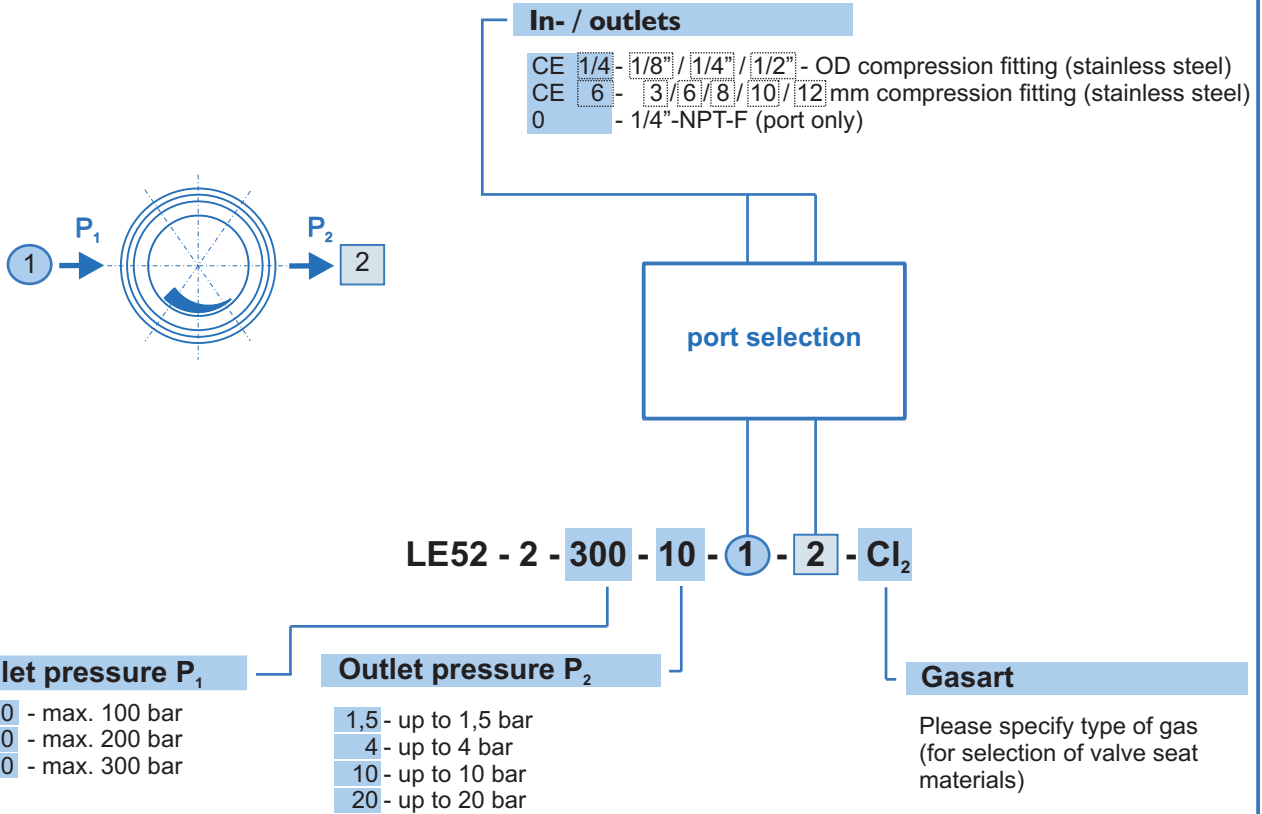 In- / outlets
CE 1/4 - 1/8” / 1/4” / 1/2” - OD compression fitting (stainless steel)
CE 6 - 3 / 6 / 8 / 10 / 12 mm compression fitting (stainless steel)
0 - 1/4”-NPT-F (port only)
P₁
P₂
1
2
port selection
LE52 - 2 - 300 - 10 - 1 - 2 - Cl₂
let pressure P₁
0 - max. 100 bar
0 - max. 200 bar
0 - max. 300 bar
Outlet pressure P₂
1,5 - up to 1,5 bar
4 - up to 4 bar
10 - up to 10 bar
20 - up to 20 bar
Gasart
Please specify type of gas
(for selection of valve seat
materials)